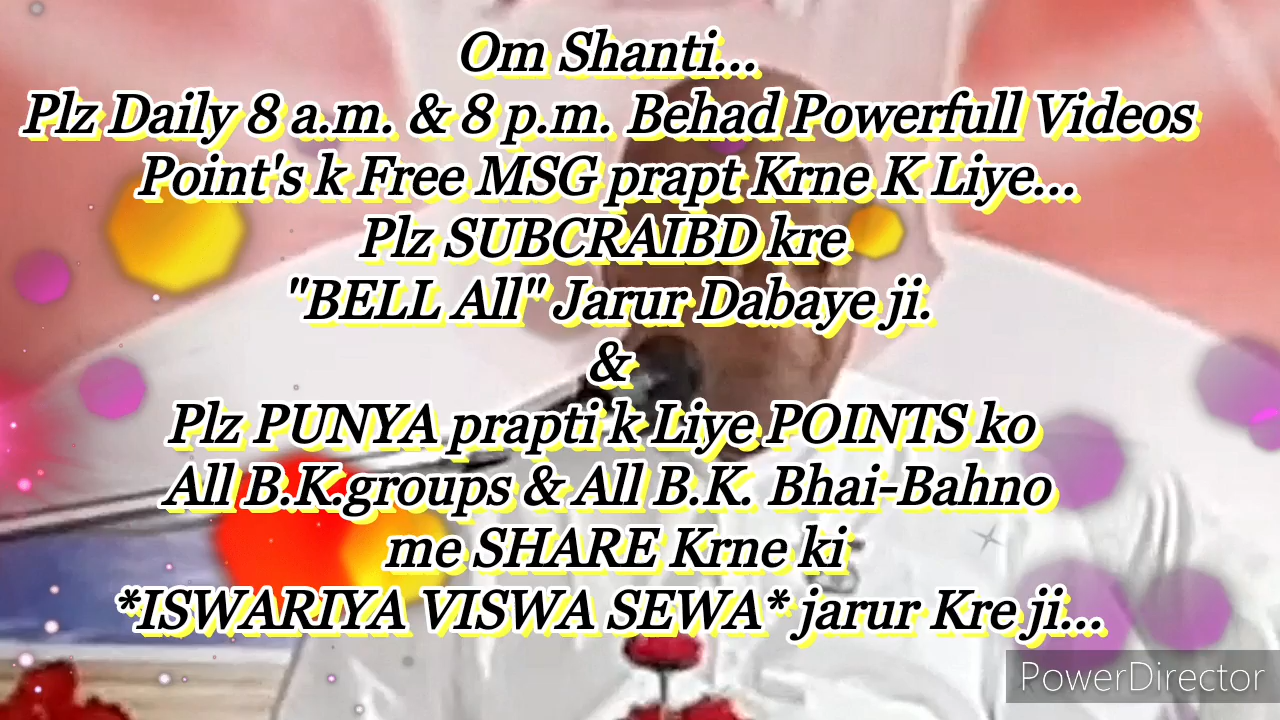 Om Shanti...
Plz Daily 8 a.m. & 8 p.m. Behad Powerfull Videos
Point's k Free MSG prapt Krne K Liye...
Plz SUBCRAIBD kre
"BELL All" Jarur Dabaye ji.
&
Plz PUNYA prapti k Liye POINTS ko
All B.K.groups & All B.K. Bhai-Bahno
me SHARE Krne ki
*ISWARIYA VISWA SEWA* jarur Kre ji...
PowerDirector